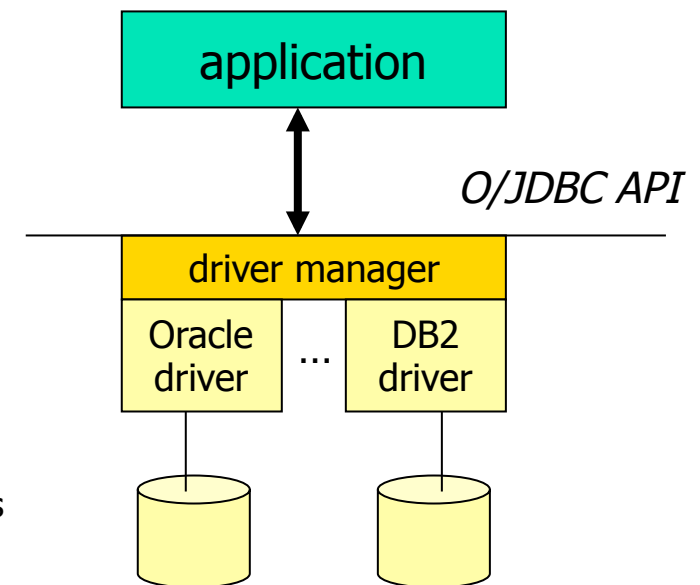 application
O/JDBC API
driver manager
Oracle
driver
...
DB2
driver
s